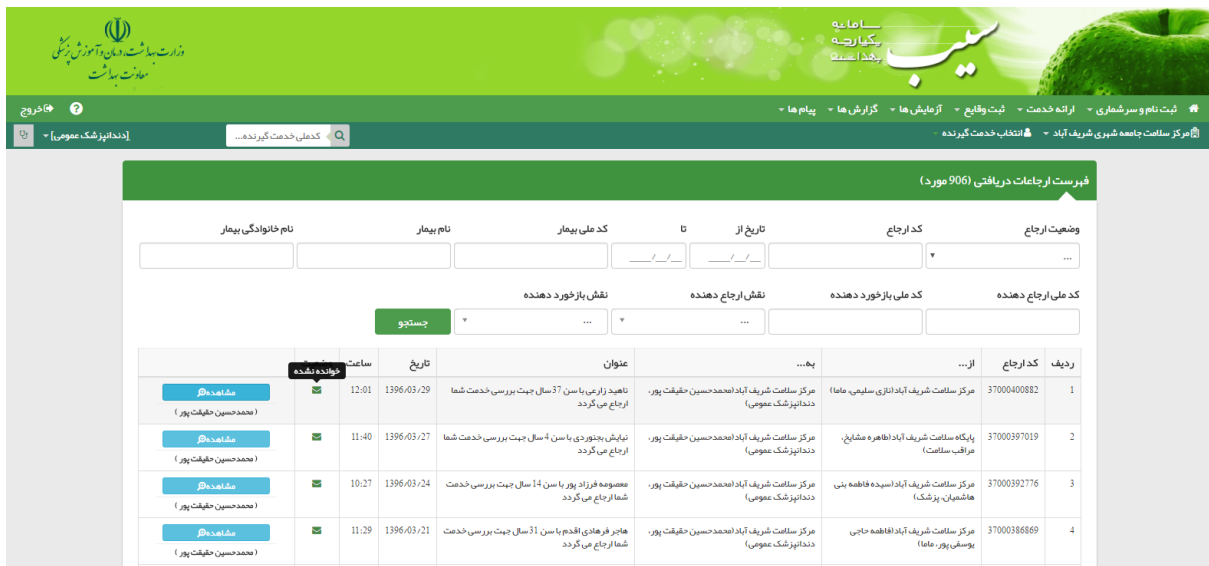 سامانه
یکپارچه
بهداشت
سیب
وزارت بهداشت، درمان و آموزش پزشکی
معاونت بهداشت
ثبت نام و سرشماری
ارائه خدمت
ثبت وقایع
آزمایش ها
گزارش ها
پیام ها
خروج
مرکز سلامت جامعه شهری شریف آباد
انتخاب خدمت گیرنده
کدملی خدمت گیرنده...
[دندانپزشک عمومی]
فهرست ارجاعات دریافتی (906 مورد)
وضعیت ارجاع کد ارجاع تاریخ از تا کد ملی بیمار نام بیمار نام خانوادگی بیمار
... __/__/____ __/__/____
کد ملی ارجاع دهنده کد ملی بازخورد دهنده نقش ارجاع دهنده نقش بازخورد دهنده
... ... جستجو
ردیف کد ارجاع از... به... عنوان تاریخ ساعت
خوانده نشده
1 37000400882 مرکز سلامت شریف آباد(نازی سلیمی، ماما) مرکز سلامت شریف آباد(محمدحسین حقیقت پور، ناهید زارعی با سن 37 سال جهت بررسی خدمت شما 1396/03/29 12:01 مشاهده
دندانپزشک عمومی) ارجاع می گردد ( محمدحسین حقیقت پور )
2 37000397019 پایگاه سلامت شریف آباد(طاهره مشایخ، مرکز سلامت شریف آباد(محمدحسین حقیقت پور، نیایش بجنوردی با سن 4 سال جهت بررسی خدمت شما 1396/03/27 11:40 مشاهده
مراقب سلامت) دندانپزشک عمومی) ارجاع می گردد ( محمدحسین حقیقت پور )
3 37000392776 مرکز سلامت شریف آباد(سیده فاطمه بنی مرکز سلامت شریف آباد(محمدحسین حقیقت پور، معصومه فرزاد پور با سن 14 سال جهت بررسی خدمت 1396/03/24 10:27 مشاهده
هاشمیان، پزشک) دندانپزشک عمومی) شما ارجاع می گردد ( محمدحسین حقیقت پور )
4 37000386869 مرکز سلامت شریف آباد(فاطمه حاجی مرکز سلامت شریف آباد(محمدحسین حقیقت پور، هاجر فرهادی اقدم با سن 31 سال جهت بررسی خدمت 1396/03/21 11:29 مشاهده
یوسفی پور، ماما) دندانپزشک عمومی) شما ارجاع می گردد ( محمدحسین حقیقت پور )